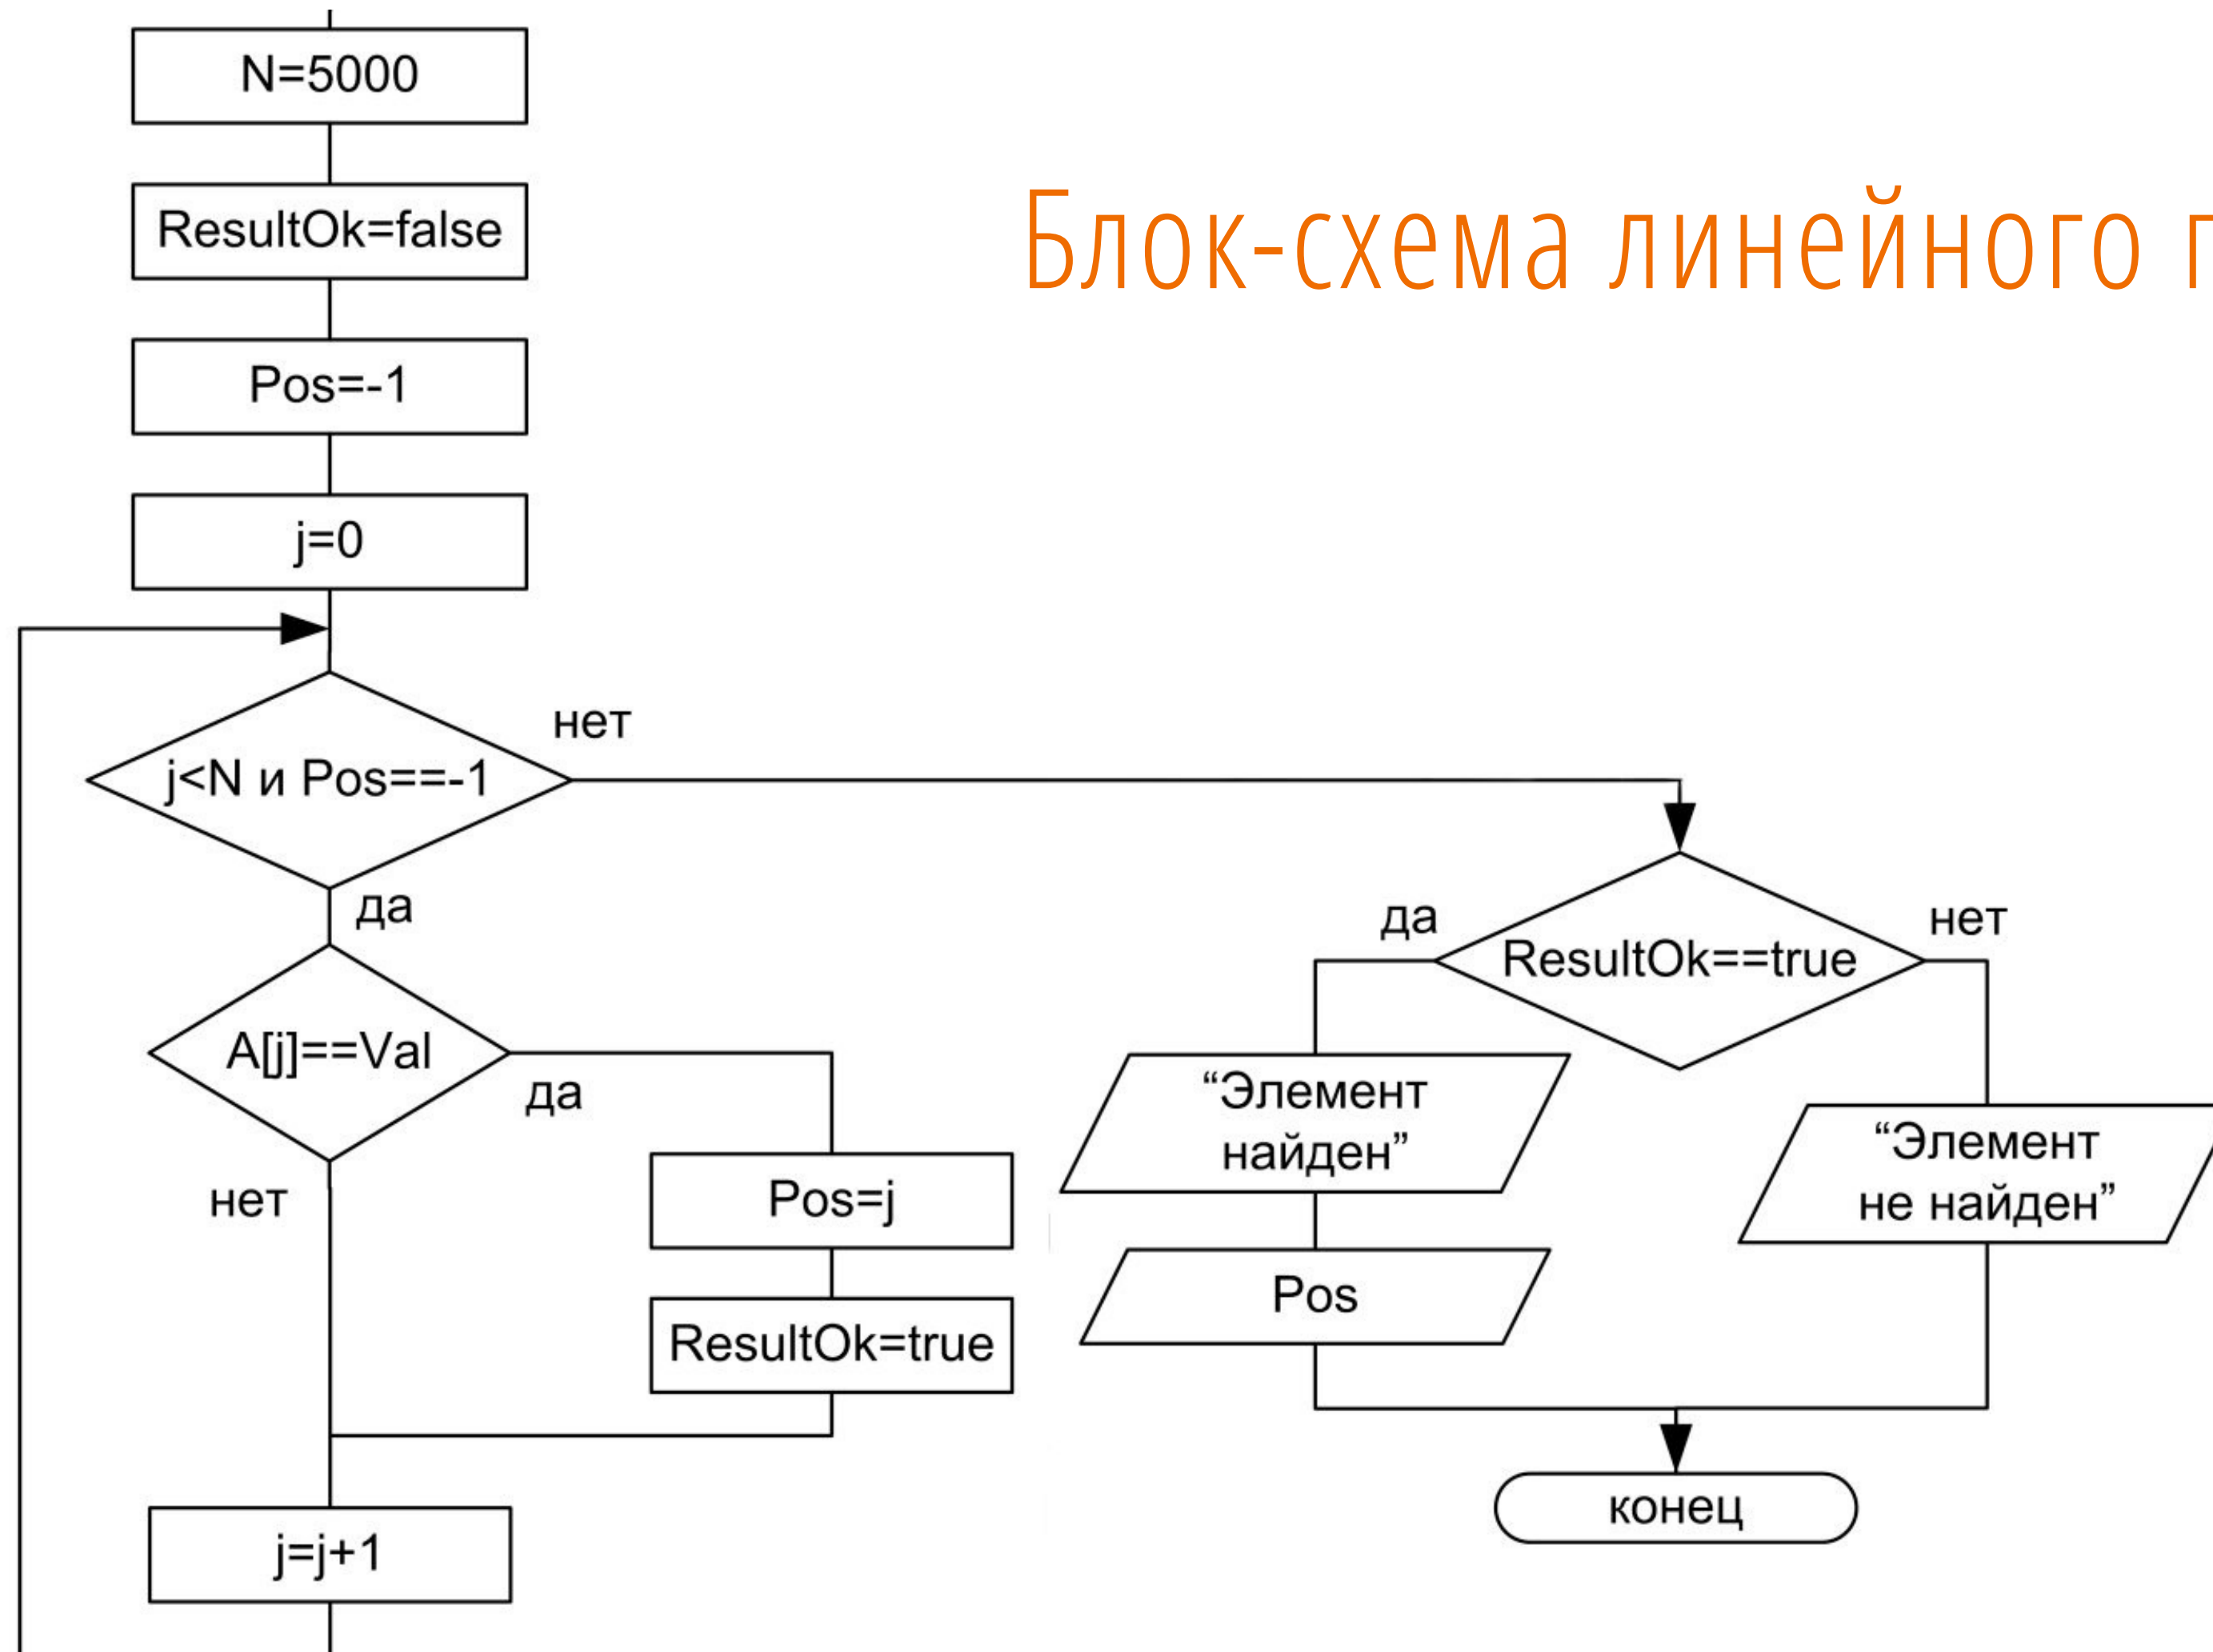 Блок-схема линейного
N=5000
ResultOk=false
Pos=-1
j=0
j<N и Pos==-1
нет
да
A[j]==Val
да
нет
Pos=j
ResultOk=true
j=j+1
ResultOk==true
да
нет
“Элемент
найден”
Pos
“Элемент
не найден”
конец